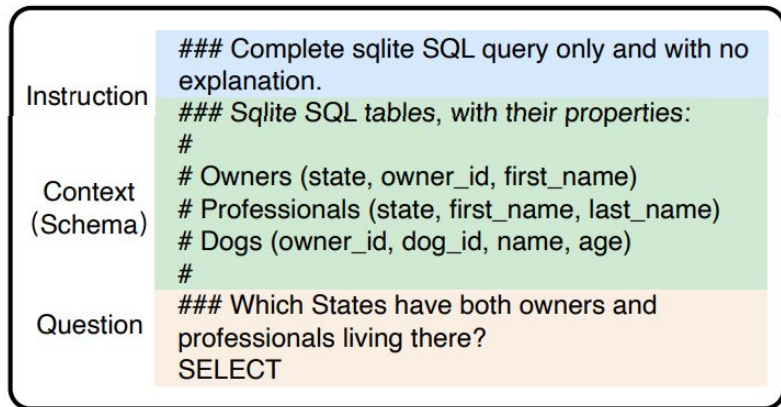 Instruction
### Complete sqlite SQL query only and with no
explanation.
Context
(Schema)
### Sqlite SQL tables, with their properties:
#
# Owners (state, owner_id, first_name)
# Professionals (state, first_name, last_name)
# Dogs (owner_id, dog_id, name, age)
#
Question
### Which States have both owners and
professionals living there?
SELECT